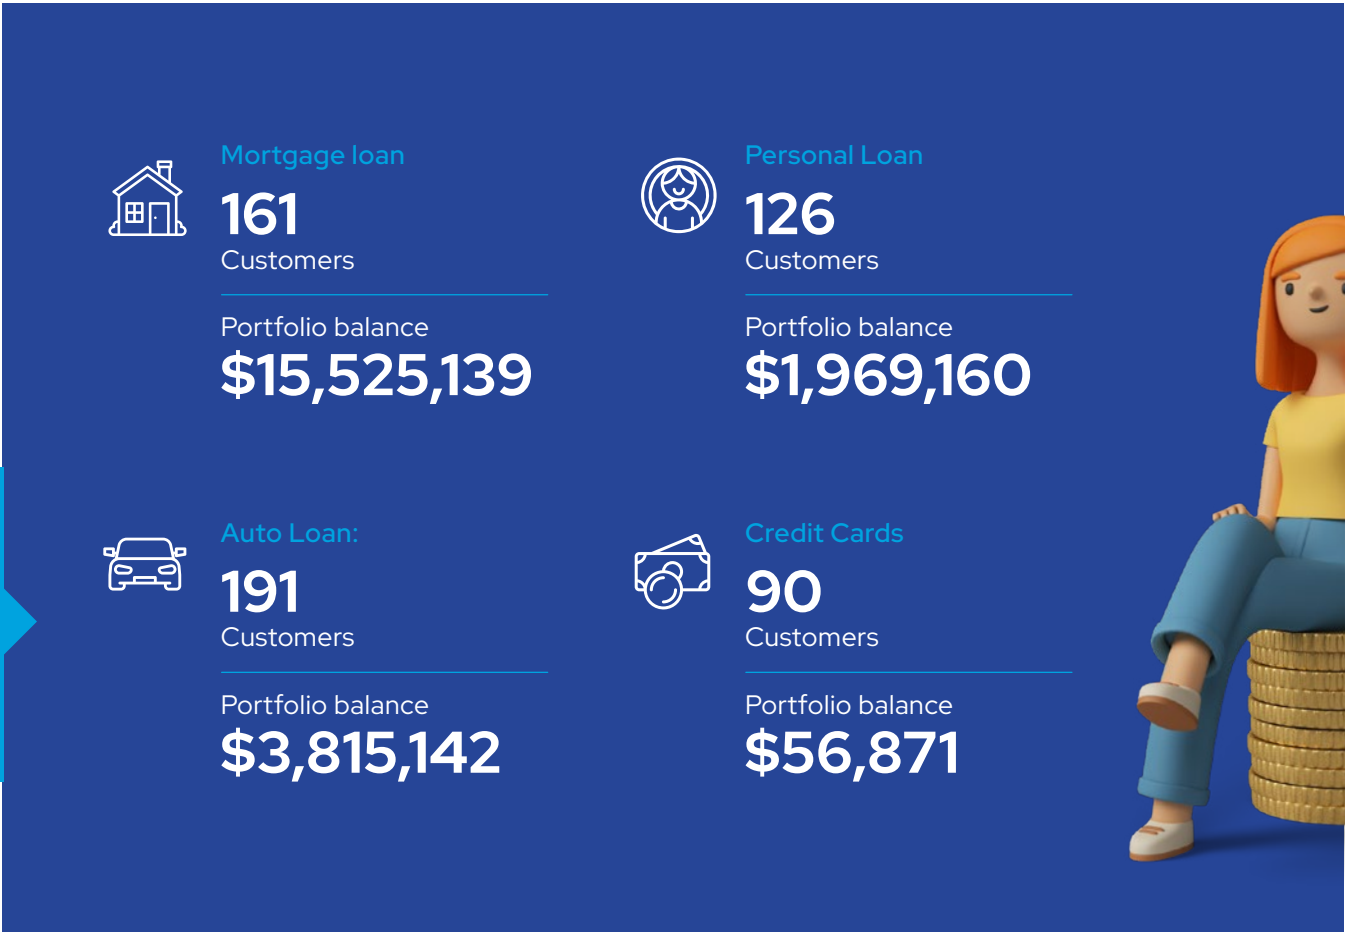 Mortgage loan
161
Customers
Portfolio balance
$15,525,139
Personal Loan
126
Customers
Portfolio balance
$1,969,160
Auto Loan:
191
Customers
Portfolio balance
$3,815,142
Credit Cards
90
Customers
Portfolio balance
$56,871